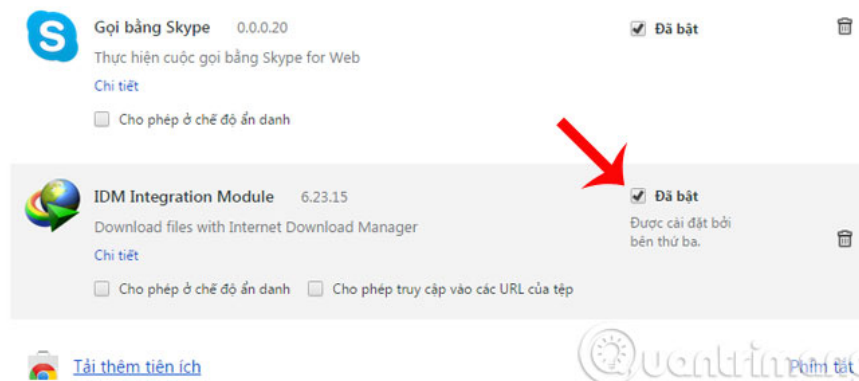 Gọi bằng Skype 0.0.0.20 Đã bật
Thực hiện cuộc gọi bằng Skype for Web
Chi tiết
Cho phép ở chế độ ẩn danh
IDM Integration Module 6.23.15 Đã bật
Download files with Internet Download Manager
Được cài đặt bởi
bên thứ ba.
Chi tiết
Cho phép ở chế độ ẩn danh Cho phép truy cập vào các URL của tệp
Tải thêm tiện ích
Phím tắt